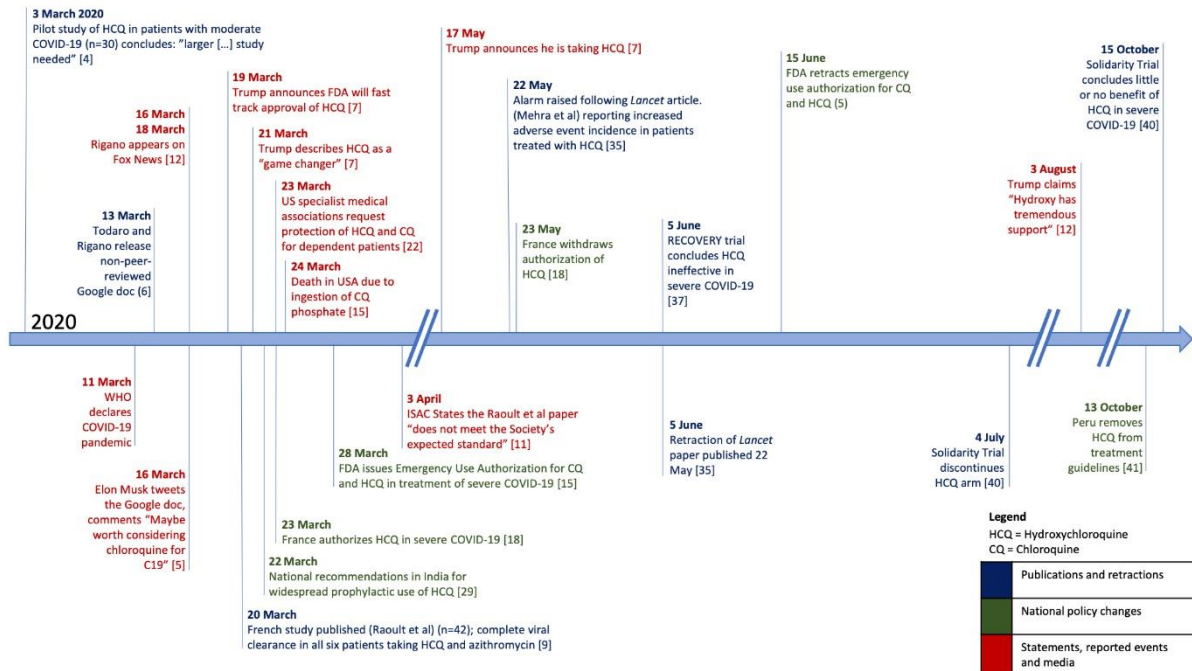 3 March 2020
Pilot study of HCQ in patients with moderate
COVID-19 (n=30) concludes: "larger [...] study
needed" [4]
13 March
Todaro and
Rigano release
non-peer-
reviewed
Google doc (6)
16 March
18 March
Rigano appears on
Fox News [12]
19 March
Trump announces FDA will fast
track approval of HCQ [7]
21 March
Trump describes HCQ as a
"game changer" [7]
23 March
US specialist medical
associations request
protection of HCQ and CQ
for dependent patients [22]
24 March
Death in USA due to
ingestion of CQ
phosphate [15]
17 May
Trump announces he is taking HCQ [7]
22 May
Alarm raised following Lancet article.
(Mehra et al) reporting increased
adverse event incidence in patients
treated with HCQ [35]
23 May
France withdraws
authorization of
HCQ [18]
5 June
RECOVERY trial
concludes HCQ
ineffective in
severe COVID-19
[37]
15 June
FDA retracts emergency
use authorization for CQ
and HCQ (5)
3 August
Trump claims
"Hydroxy has
tremendous
support" [12]
15 October
Solidarity Trial
concludes little
or no benefit of
HCQ in severe
COVID-19 [40]
2020
11 March
WHO
declares
COVID-19
pandemic
16 March
Elon Musk tweets
the Google doc,
comments "Maybe
worth considering
chloroquine for
C19" [5]
20 March
French study published (Raoult et al) (n=42); complete viral
clearance in all six patients taking HCQ and azithromycin [9]
22 March
National recommendations in India for
widespread prophylactic use of HCQ [29]
23 March
France authorizes HCQ in severe COVID-19 [18]
28 March
FDA issues Emergency Use Authorization for CQ
and HCQ in treatment of severe COVID-19 [15]
3 April
ISAC States the Raoult et al paper
"does not meet the Society's
expected standard" [11]
5 June
Retraction of Lancet
paper published 22
May [35]
4 July
Solidarity Trial
discontinues
HCQ arm [40]
13 October
Peru removes
HCQ from
treatment
guidelines [41]
Legend
HCQ = Hydroxychloroquine
CQ = Chloroquine
Publications and retractions
National policy changes
Statements, reported events
and media